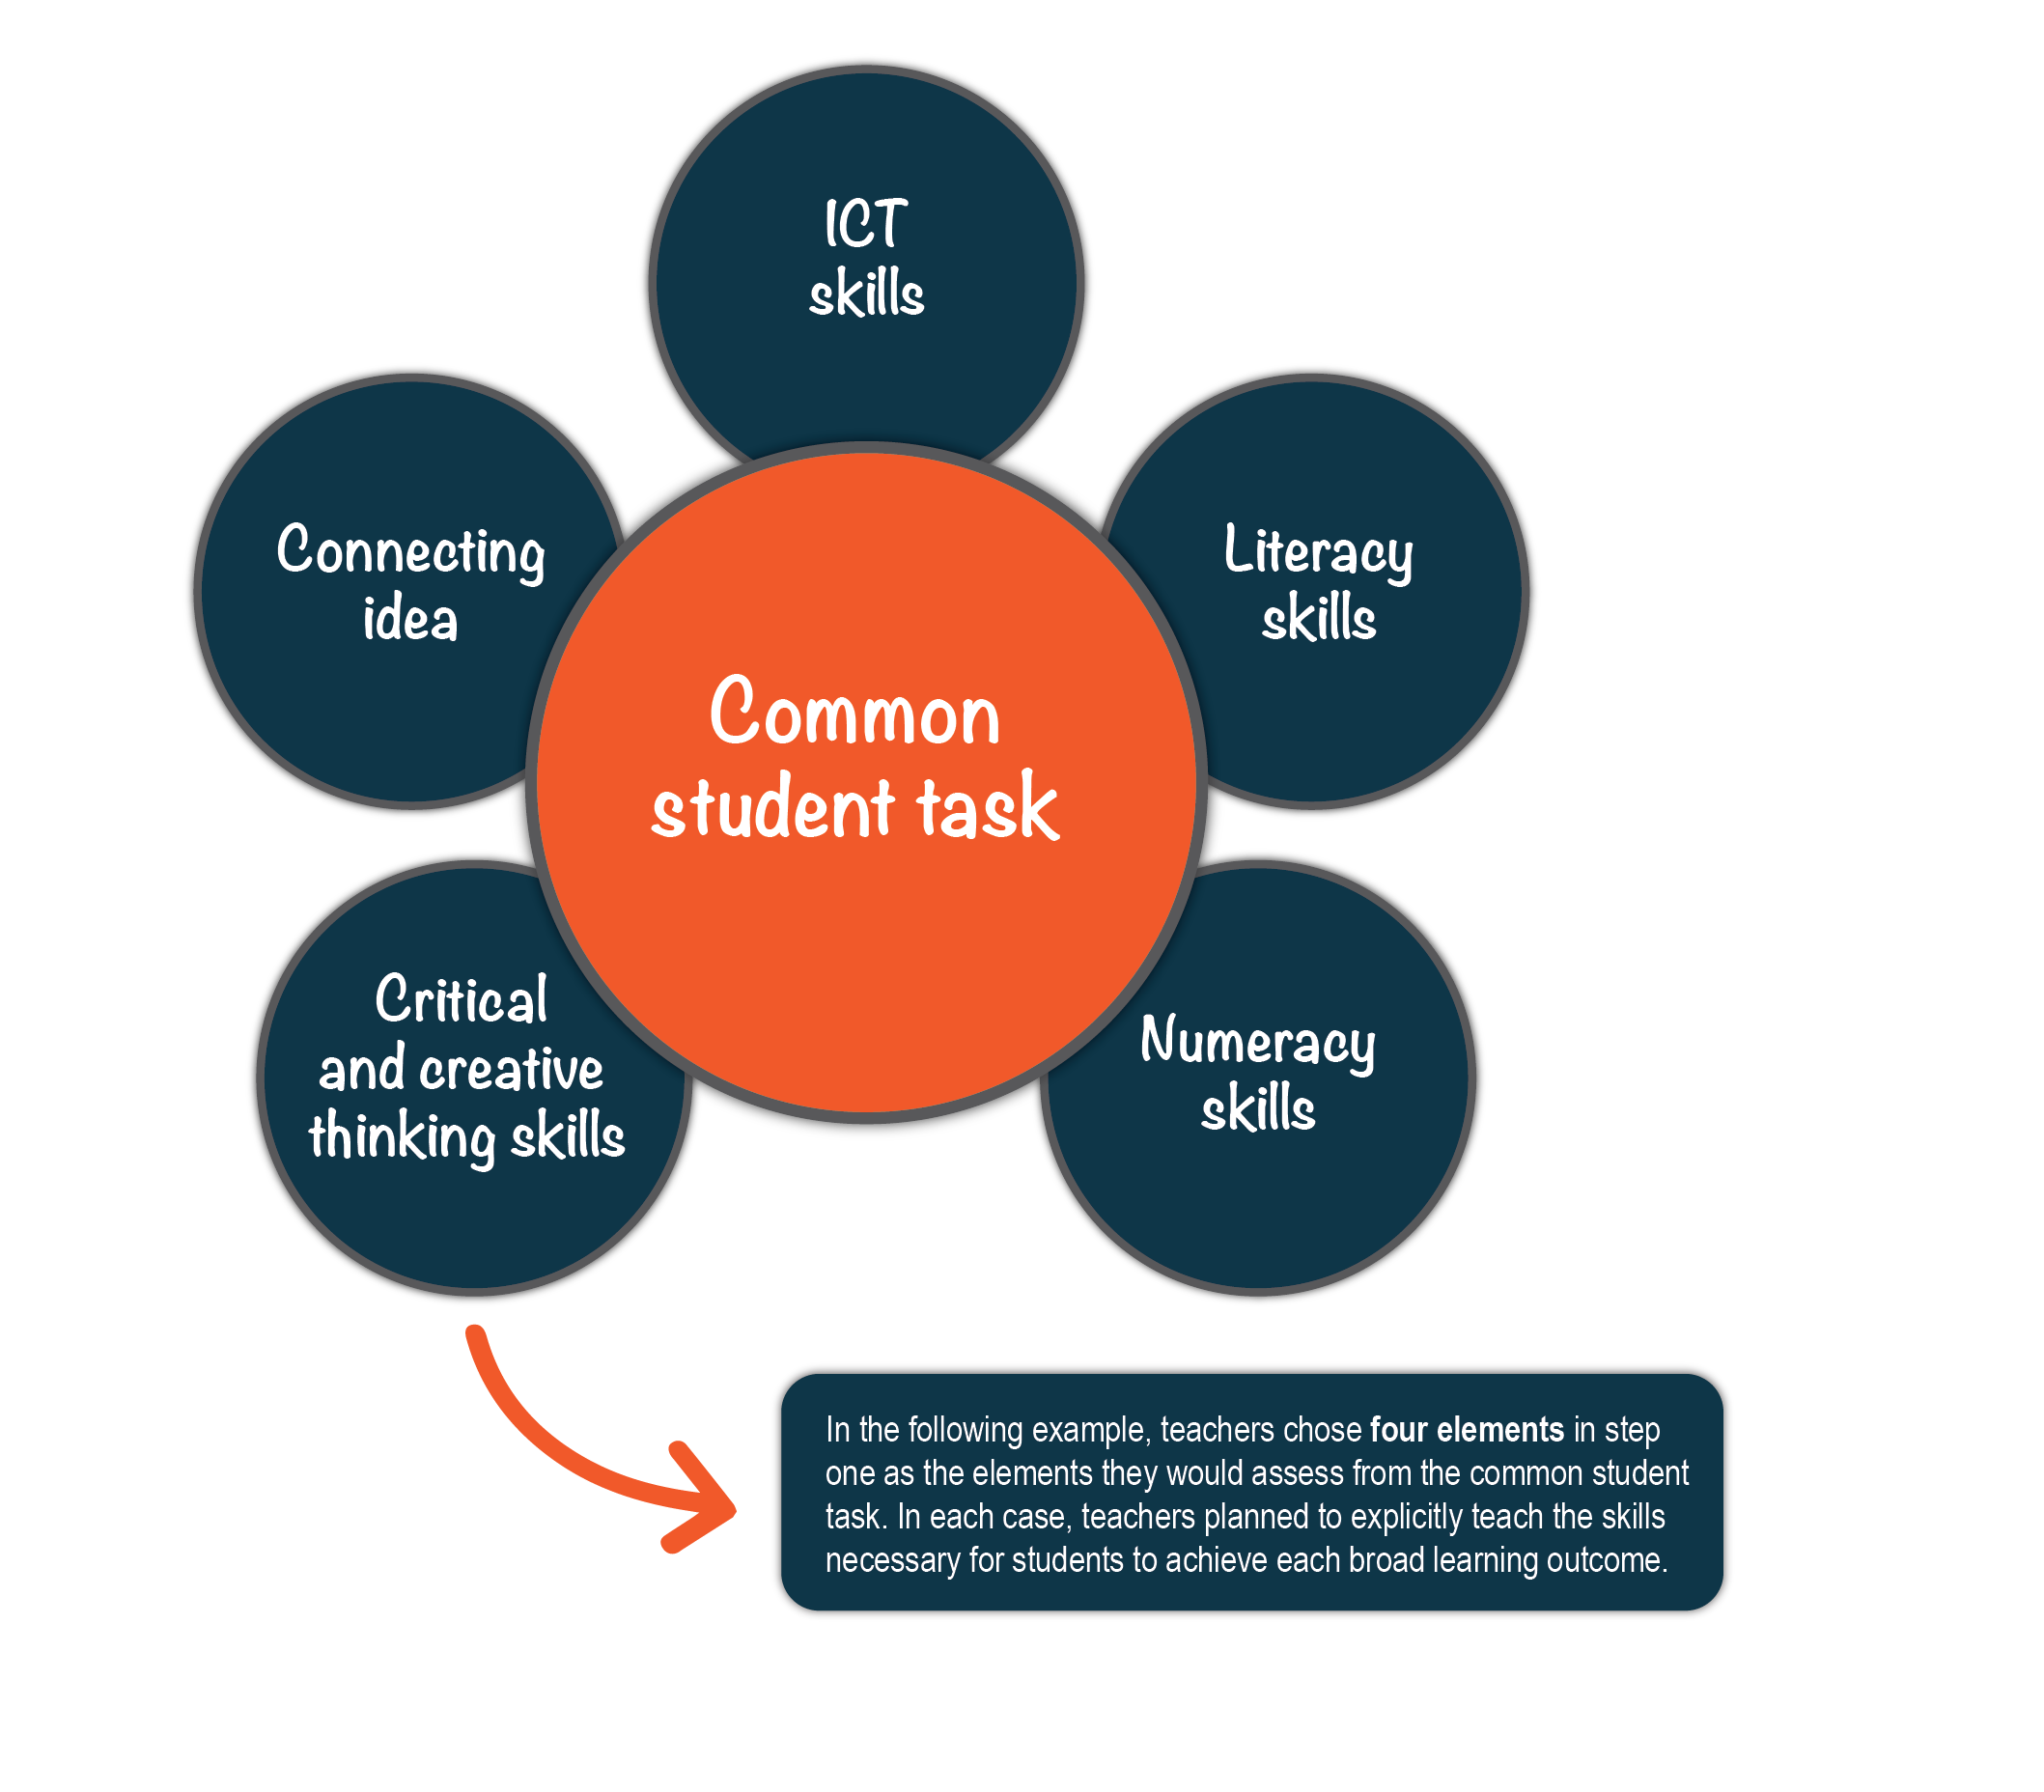 ICT
skills
Connecting
idea
Literacy
skills
Common
student task
Critical
and creative
thinking skills
Numeracy
skills
In the following example, teachers chose four elements in step
one as the elements they would assess from the common student
task. In each case, teachers planned to explicitly teach the skills
necessary for students to achieve each broad learning outcome.